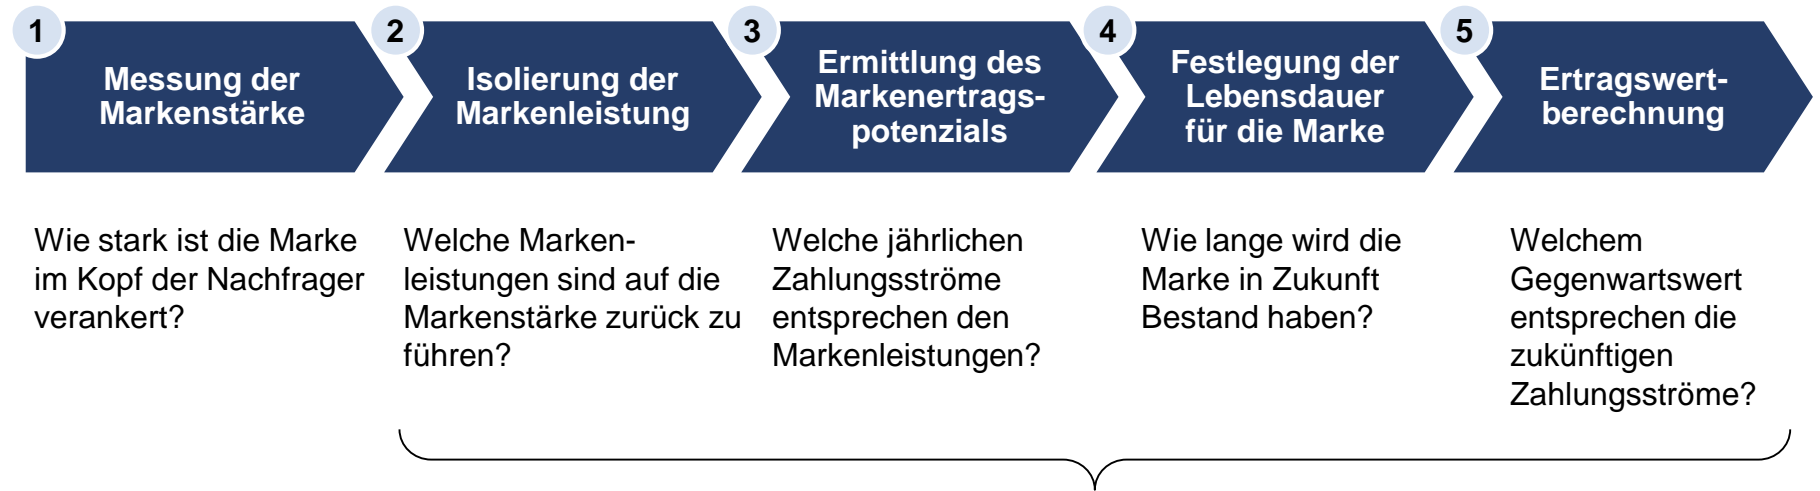 1
Messung der
Markenstärke
2
Isolierung der
Markenleistung
3
Ermittlung des
Markenertrags-
potenzials
4
Festlegung der
Lebensdauer
für die Marke
5
Ertragswert-
berechnung
Wie stark ist die Marke
im Kopf der Nachfrager
verankert?
Welche Marken-
leistungen sind auf die
Markenstärke zurück zu
führen?
Welche jährlichen
Zahlungsströme
entsprechen den
Markenleistungen?
Wie lange wird die
Marke in Zukunft
Bestand haben?
Welchem
Gegenwartswert
entsprechen die
zukünftigen
Zahlungsströme?